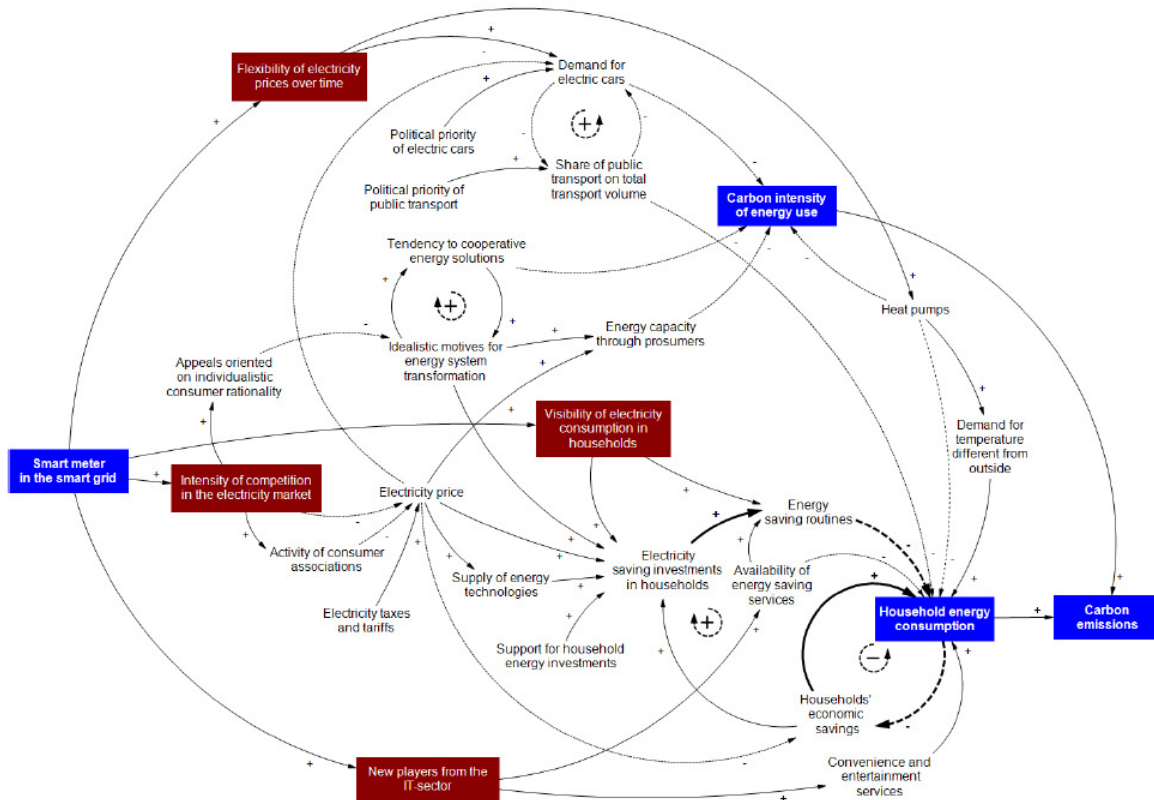 Flexibility of electricity
prices over time
Demand for
electric cars
Political priority
of electric cars
Political priority of
public transport
Share of public
transport on total
transport volume
Carbon intensity
of energy use
Tendency to cooperative
energy solutions
Heat pumps
Idealistic motives for
energy system
transformation
Energy capacity
through prosumers
Appeals oriented
on individualistic
consumer rationality
Visibility of electricity
consumption in
households
Demand for
temperature
different from
outside
Smart meter
in the smart grid
Intensity of competition
in the electricity market
Electricity price
Energy
saving routines
Activity of consumer
associations
Supply of energy
technologies
Electricity
saving investments
in households
Availability of
energy saving
services
Electricity taxes
and tariffs
Household energy
consumption
Carbon
emissions
Support for household
energy investments
Households'
economic
savings
New players from the
IT-sector
Convenience and
entertainment
services